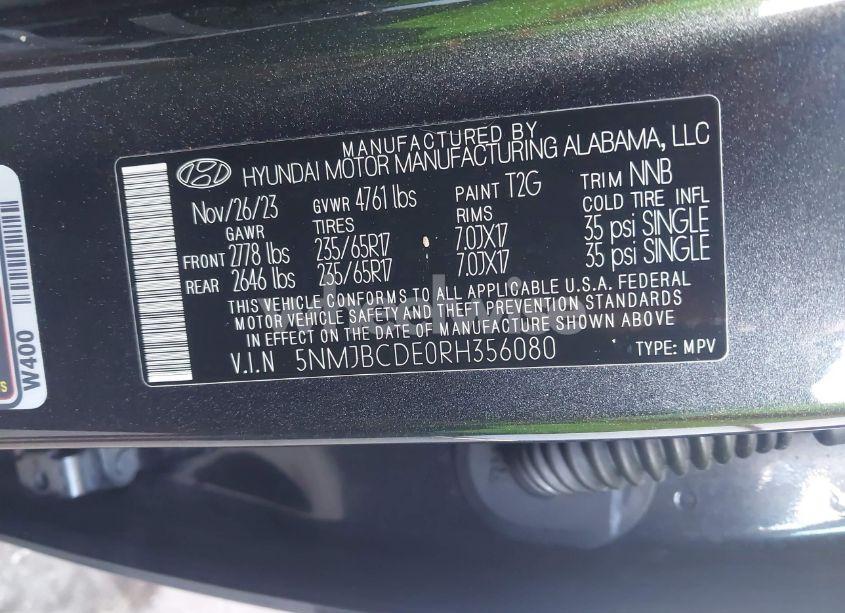 MANUFACTURED BY
HYUNDAI MOTOR MANUFACTURING ALABAMA, LLC
Nov/26/23 GVWR 4761 lbs PAINT T2G TRIM NNB
GAWR TIRES RIMS COLD TIRE INFL
FRONT 2778 lbs 235/65R17 7.0JX17 35 psi SINGLE
REAR 2646 lbs 235/65R17 7.0JX17 35 psi SINGLE
THIS VEHICLE CONFORMS TO ALL APPLICABLE U.S.A. FEDERAL
MOTOR VEHICLE SAFETY AND THEFT PREVENTION STANDARDS
IN EFFECT ON THE DATE OF MANUFACTURE SHOWN ABOVE
V.I.N 5NMJBCDE0RH356080 TYPE: MPV
W400